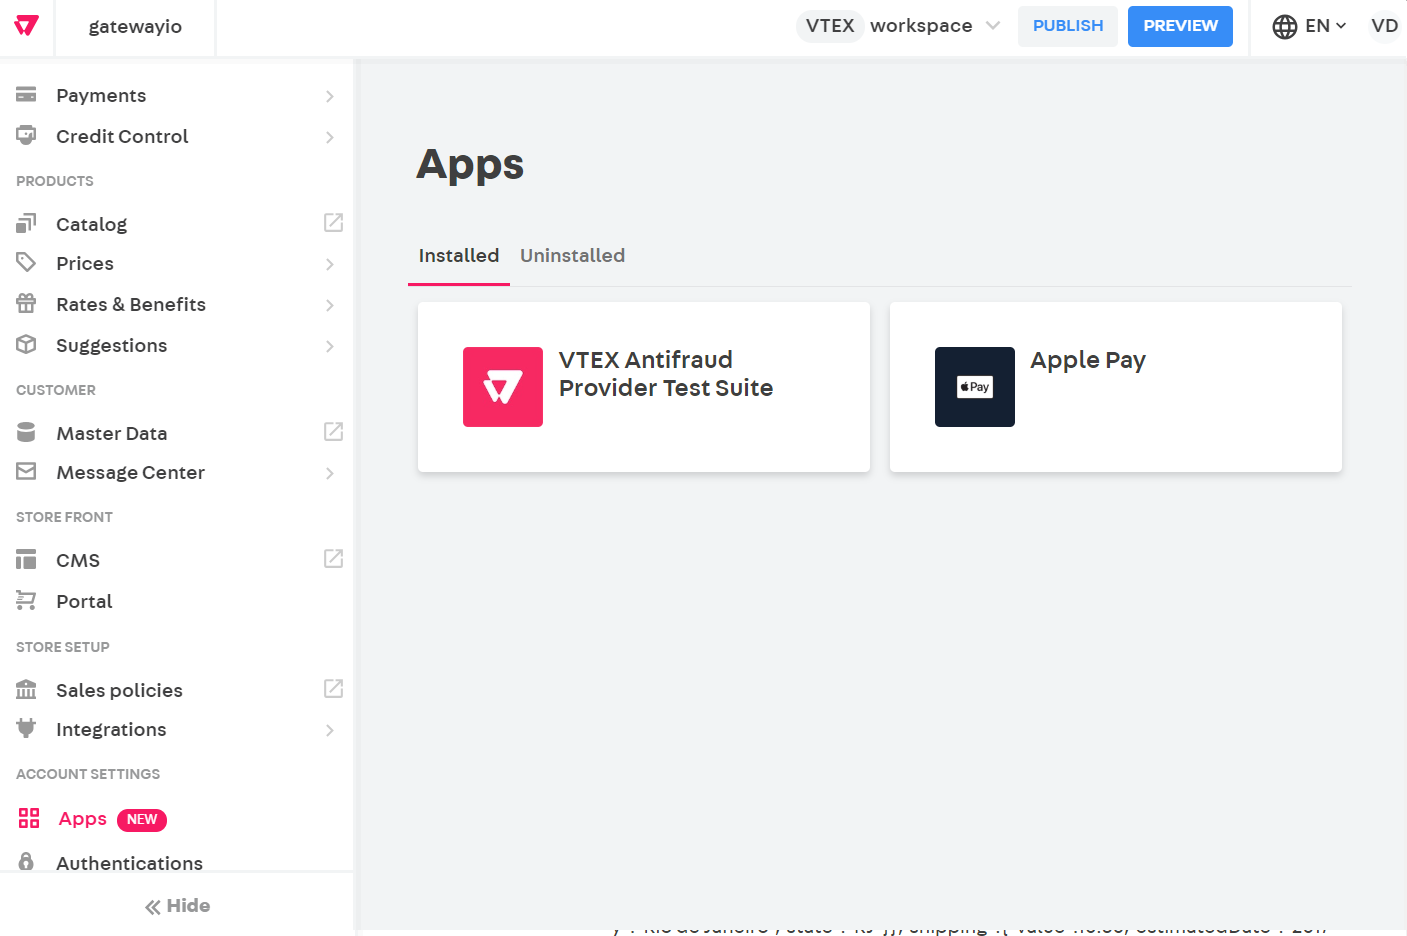 gatewayio
VTEX workspace
PUBLISH
PREVIEW
EN
VD
Payments
Credit Control
PRODUCTS
Catalog
Prices
Rates & Benefits
Suggestions
CUSTOMER
Master Data
Message Center
STORE FRONT
CMS
Portal
STORE SETUP
Sales policies
Integrations
ACCOUNT SETTINGS
Apps NEW
Authentications
Hide
Apps
Installed Uninstalled
VTEX Antifraud
Provider Test Suite
Pay
Apple Pay